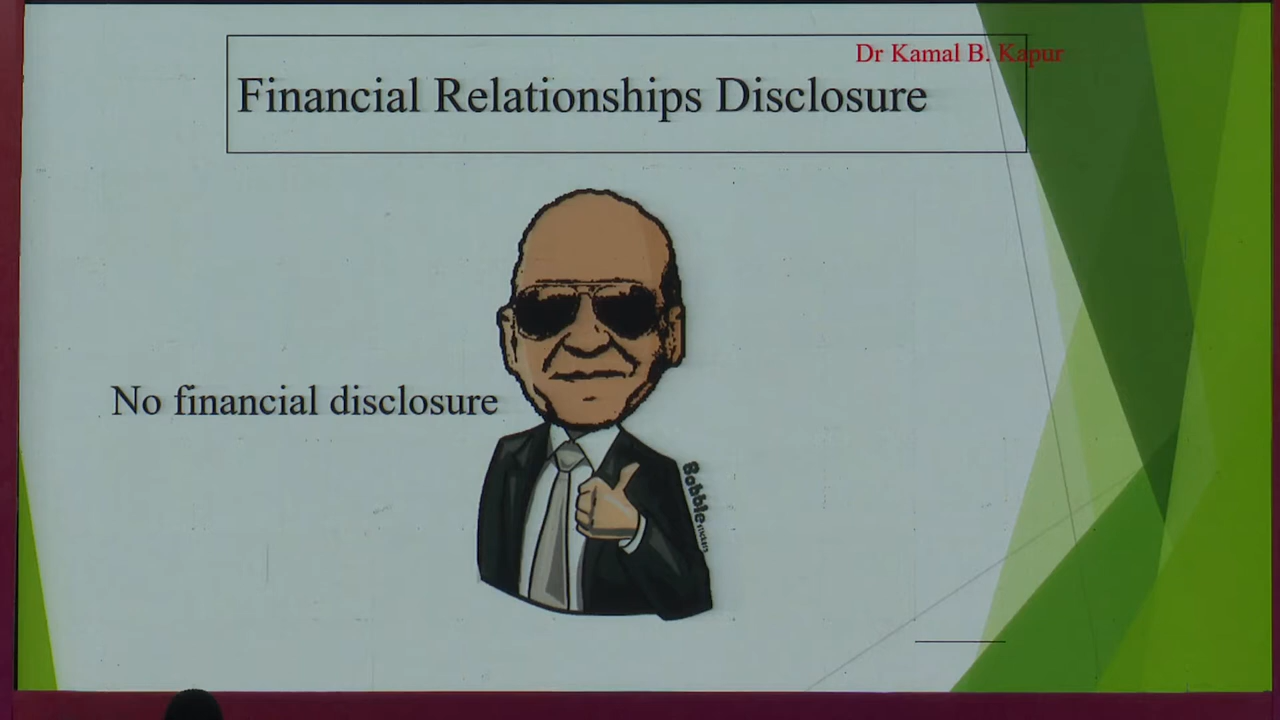 Dr Kamal B. Kapur
Financial Relationships Disclosure
No financial disclosure
Bobble